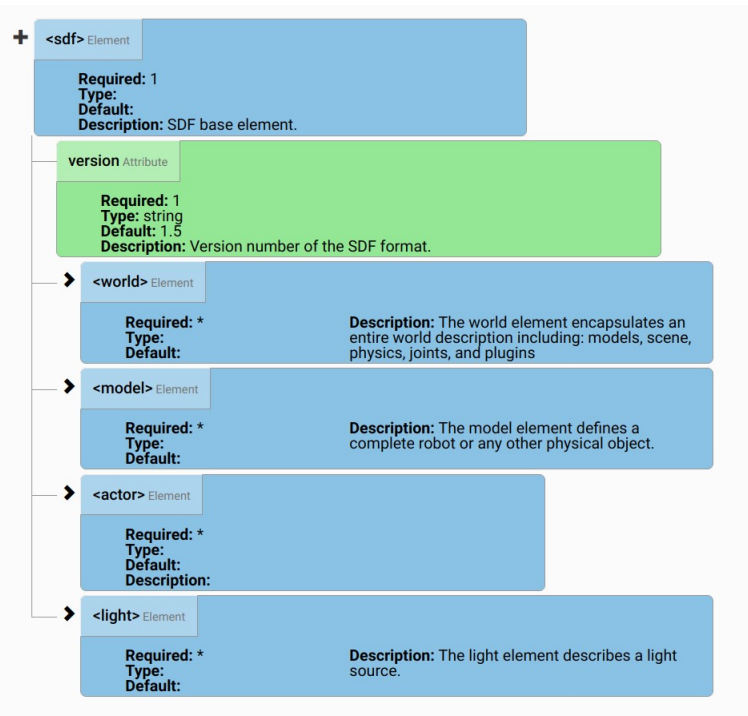 <sdf> Element
Required: 1
Type:
Default:
Description: SDF base element.
version Attribute
Required: 1
Type: string
Default: 1.5
Description: Version number of the SDF format.
<world> Element
Required: *
Type:
Default:
Description: The world element encapsulates an
entire world description including: models, scene,
physics, joints, and plugins
<model> Element
Required: *
Type:
Default:
Description: The model element defines a
complete robot or any other physical object.
<actor> Element
Required: *
Type:
Default:
Description:
<light> Element
Required: *
Type:
Default:
Description: The light element describes a light
source.